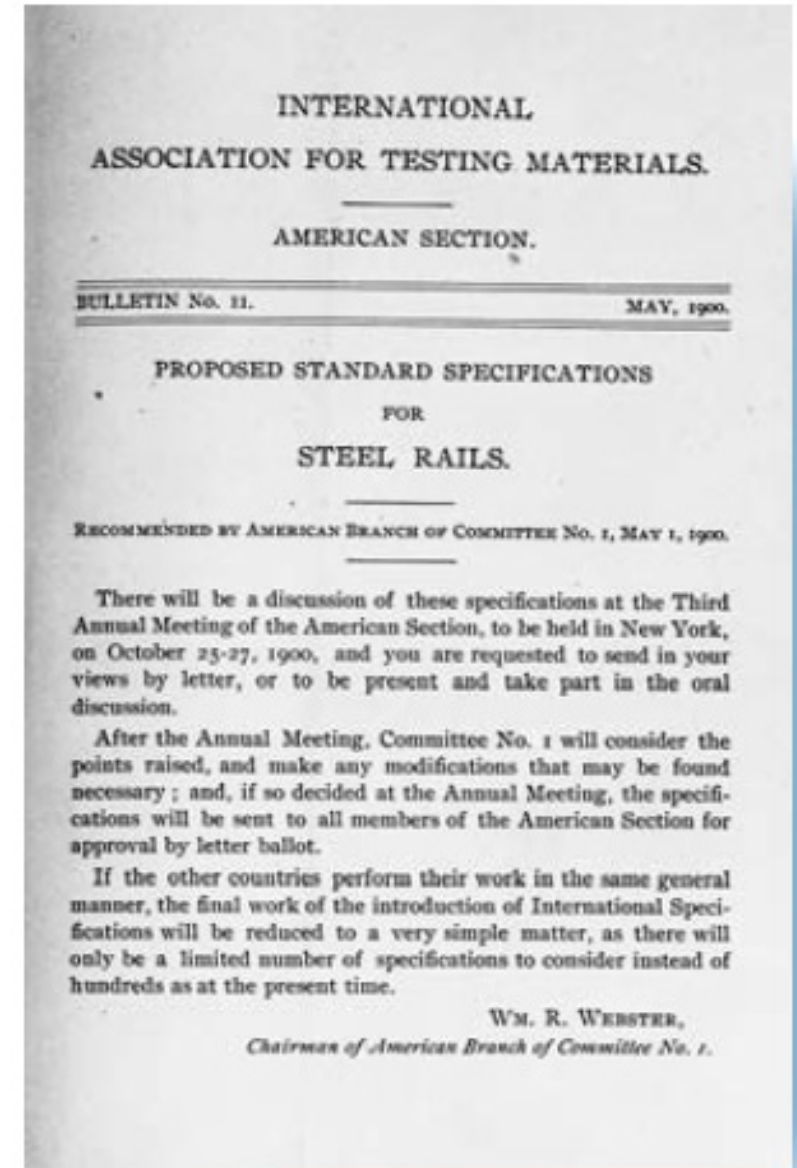 INTERNATIONAL
ASSOCIATION FOR TESTING MATERIALS.
AMERICAN SECTION.
BULLETIN No. 11. MAY, 1900.
PROPOSED STANDARD SPECIFICATIONS
FOR
STEEL RAILS.
RECOMMENDED BY AMERICAN BRANCH OF COMMITTEE NO. 1, MAY 1, 1900.
There will be a discussion of these specifications at the Third
Annual Meeting of the American Section, to be held in New York,
on October 25-27, 1900, and you are requested to send in your
views by letter, or to be present and take part in the oral
discussion.
After the Annual Meeting, Committee No. 1 will consider the
points raised, and make any modifications that may be found
necessary; and, if so decided at the Annual Meeting, the specifi-
cations will be sent to all members of the American Section for
approval by letter ballot.
If the other countries perform their work in the same general
manner, the final work of the introduction of International Speci-
fications will be reduced to a very simple matter, as there will
only be a limited number of specifications to consider instead of
hundreds as at the present time.
WM. R. WEBSTER,
Chairman of American Branch of Committee No. 1.